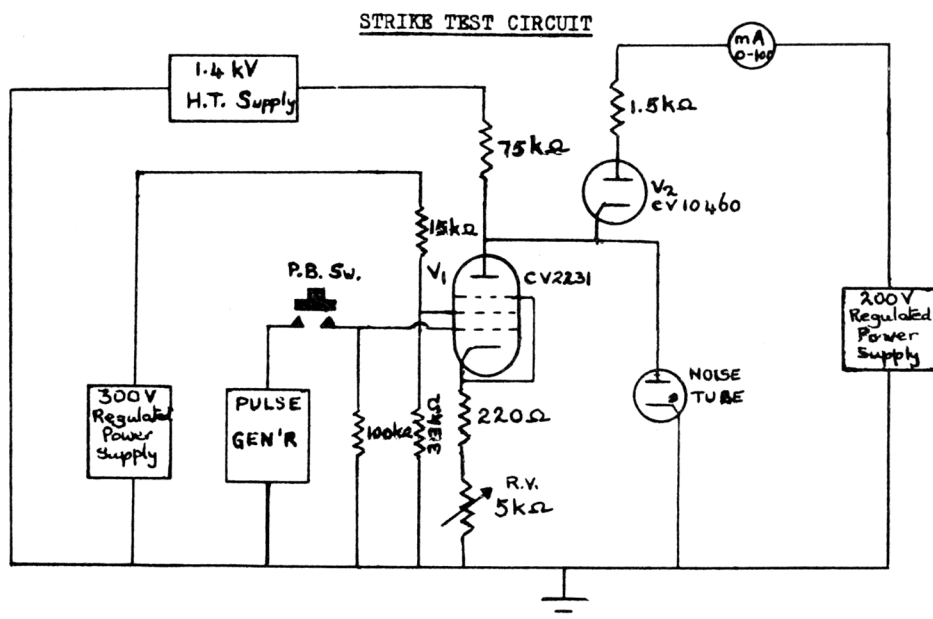 STRIKE TEST CIRCUIT
mA
0-100
1.4 kV
H.T. Supply
1.5kΩ
75kΩ
V2
CV10460
15kΩ
P.B. Sw.
V1
CV2231
200V
Regulated
Power
Supply
NOISE
TUBE
300V
Regulated
Power
Supply
PULSE
GEN'R
100kΩ
33kΩ
220Ω
R.V.
5kΩ